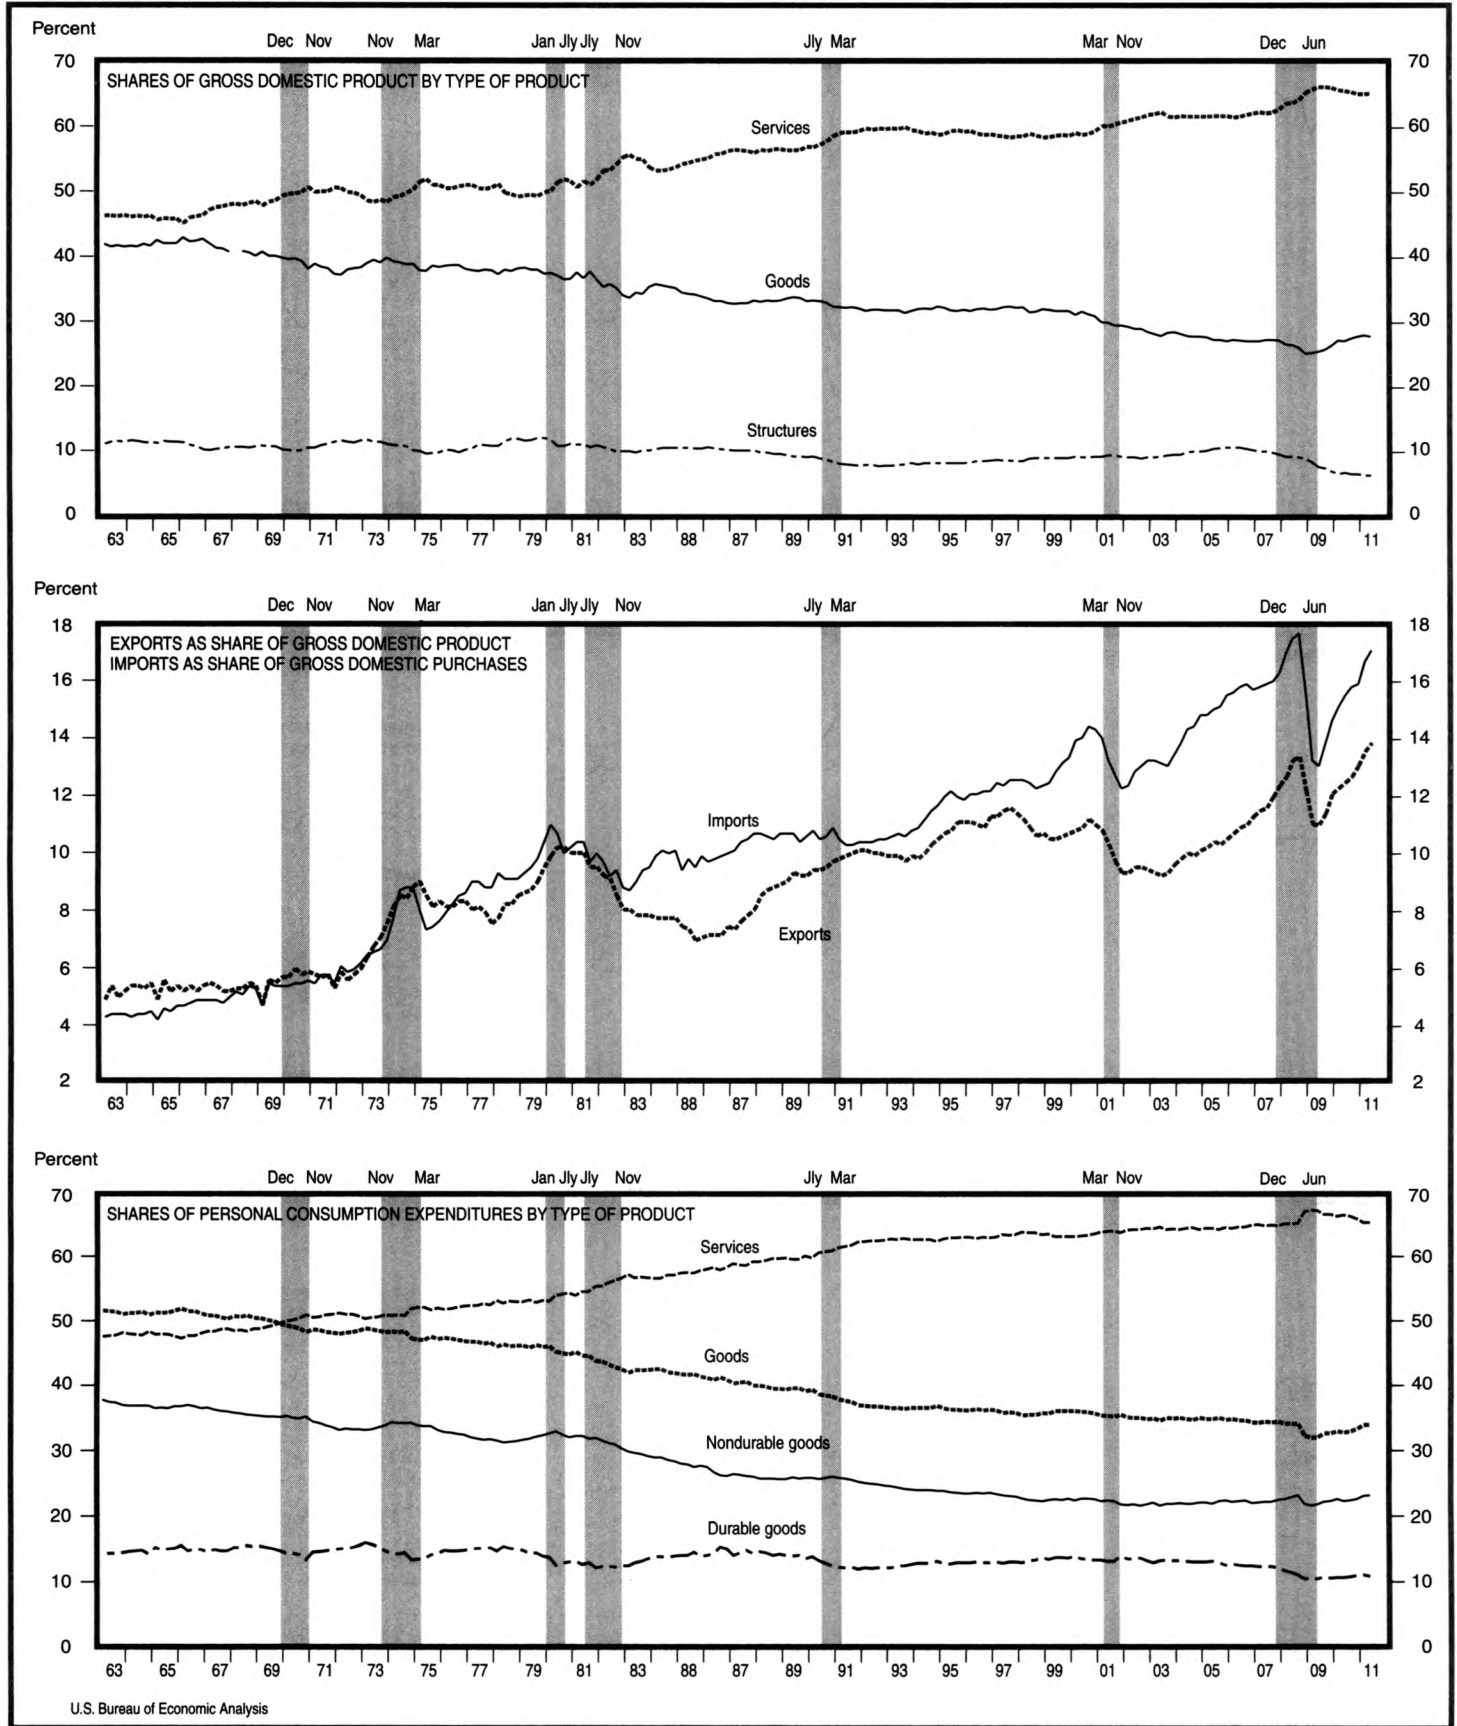 Percent
Dec Nov Nov Mar Jan Jly Jly Nov Jly Mar Mar Nov Dec Jun
70 70
SHARES OF GROSS DOMESTIC PRODUCT BY TYPE OF PRODUCT
Services
60 60
50 50
40 40
Goods
30 30
20 20
Structures
10 10
0 0
63 65 67 69 71 73 75 77 79 81 83 88 87 89 91 93 95 97 99 01 03 05 07 09 11
Percent
Dec Nov Nov Mar Jan Jly Jly Nov Jly Mar Mar Nov Dec Jun
18 18
EXPORTS AS SHARE OF GROSS DOMESTIC PRODUCT
IMPORTS AS SHARE OF GROSS DOMESTIC PURCHASES
16 16
14 14
12 12
Imports
10 10
8 8
Exports
6 6
4 4
2 2
63 65 67 69 71 73 75 77 79 81 83 88 87 89 91 93 95 97 99 01 03 05 07 09 11
Percent
Dec Nov Nov Mar Jan Jly Jly Nov Jly Mar Mar Nov Dec Jun
70 70
SHARES OF PERSONAL CONSUMPTION EXPENDITURES BY TYPE OF PRODUCT
Services
60 60
50 50
Goods
40 40
Nondurable goods
30 30
20 20
Durable goods
10 10
0 0
63 65 67 69 71 73 75 77 79 81 83 88 87 89 91 93 95 97 99 01 03 05 07 09 11
U.S. Bureau of Economic Analysis